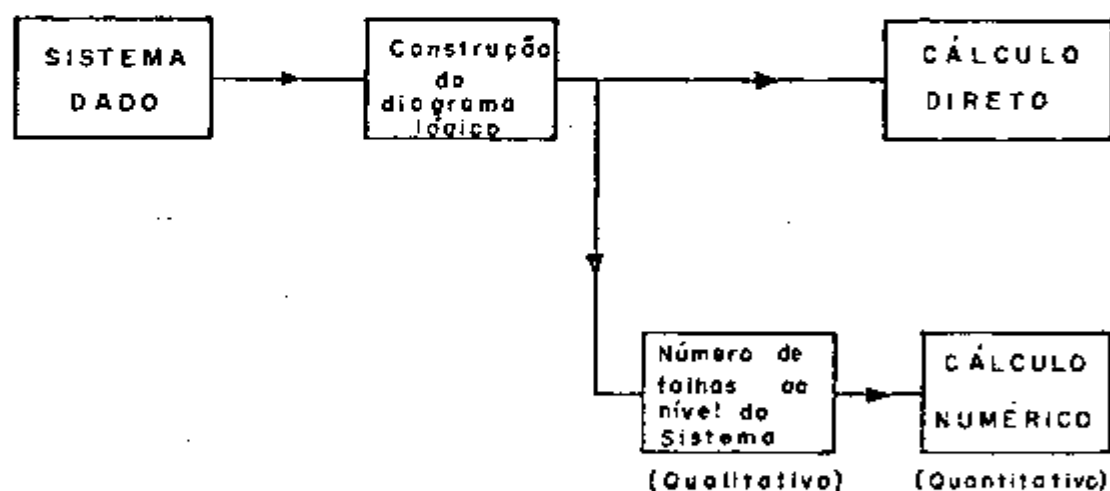 SISTEMA
DADO
Construção
do
diagrama
lógico
CÁLCULO
DIRETO
Número de
falhas ao
nível do
Sistema
(Qualitativo)
CÁLCULO
NUMÉRICO
(Quantitativo)